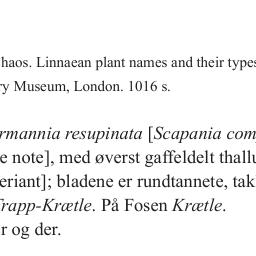 haos. Linnaean plant names and their types
ry Museum, London. 1016 s.
rmannia resupinata [Scapania com
e note], med øverst gaffeldelt thallu
eriant]; bladene er rundtannete, tak
Trapp-Krætle. På Fosen Krætle.
r og der.